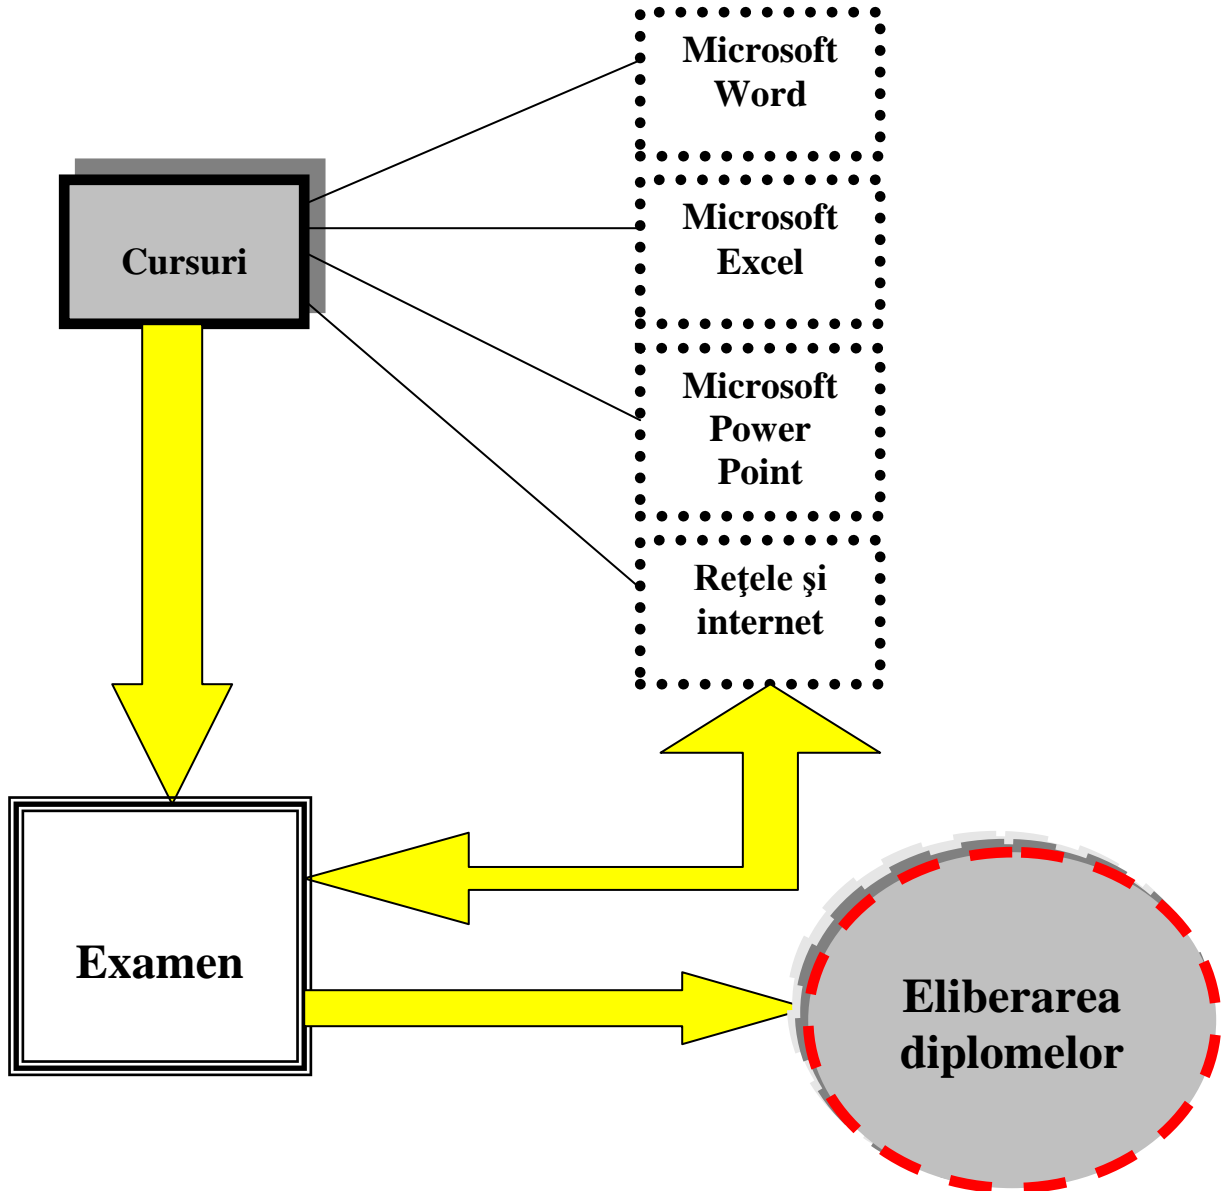 Microsoft
Word
Cursuri
Microsoft
Excel
Microsoft
Power
Point
Reţele şi
internet
Examen
Eliberarea
diplomelor